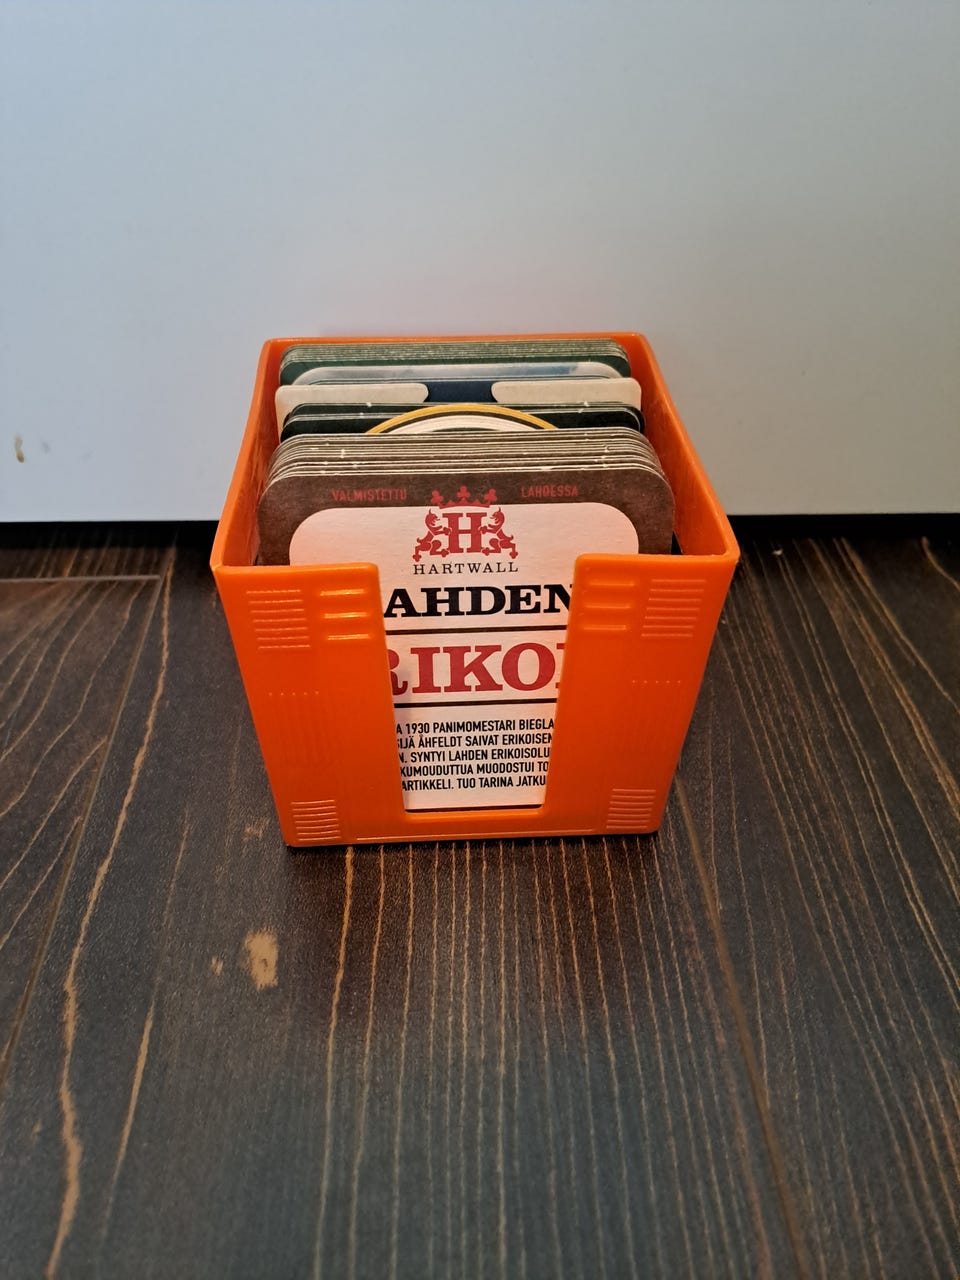 VALMISTETTU LAHDESSA
H
HARTWALL
AHDEN
RIKO
A 1930 PANIMOMESTARI BIEGLA
SIJÄ ÅHFELDT SAIVAT ERIKOISEN
N. SYNTYI LAHDEN ERIKOISOLU
KUMOUDUTTUA MUODOSTUI TO
ARTIKKELI. TUO TARINA JATKU